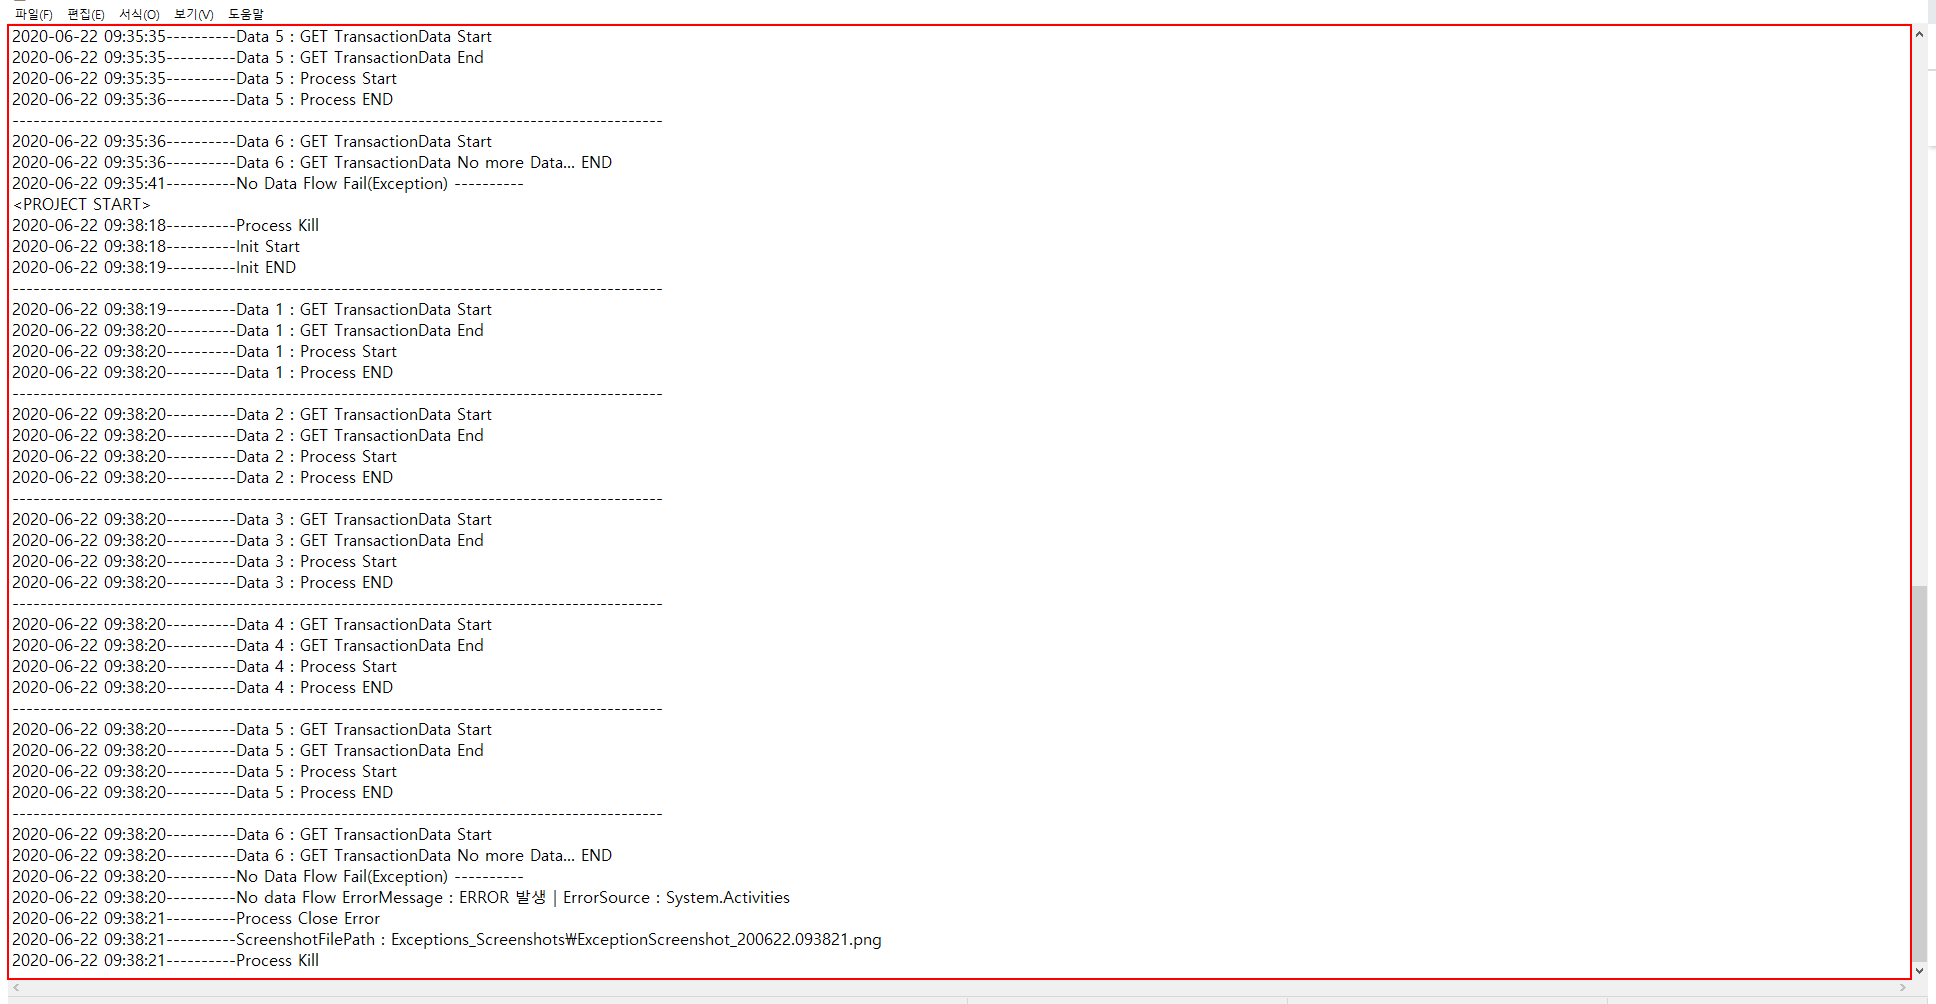 파일(F) 편집(E) 서식(O) 보기(V) 도움말
2020-06-22 09:35:35----------Data 5 : GET TransactionData Start
2020-06-22 09:35:35----------Data 5 : GET TransactionData End
2020-06-22 09:35:35----------Data 5 : Process Start
2020-06-22 09:35:36----------Data 5 : Process END
---------------------------------------------------------------------------------------------
2020-06-22 09:35:36----------Data 6 : GET TransactionData Start
2020-06-22 09:35:36----------Data 6 : GET TransactionData No more Data... END
2020-06-22 09:35:41----------No Data Flow Fail(Exception) ----------
<PROJECT START>
2020-06-22 09:38:18----------Process Kill
2020-06-22 09:38:18----------Init Start
2020-06-22 09:38:19----------Init END
---------------------------------------------------------------------------------------------
2020-06-22 09:38:19----------Data 1 : GET TransactionData Start
2020-06-22 09:38:20----------Data 1 : GET TransactionData End
2020-06-22 09:38:20----------Data 1 : Process Start
2020-06-22 09:38:20----------Data 1 : Process END
---------------------------------------------------------------------------------------------
2020-06-22 09:38:20----------Data 2 : GET TransactionData Start
2020-06-22 09:38:20----------Data 2 : GET TransactionData End
2020-06-22 09:38:20----------Data 2 : Process Start
2020-06-22 09:38:20----------Data 2 : Process END
---------------------------------------------------------------------------------------------
2020-06-22 09:38:20----------Data 3 : GET TransactionData Start
2020-06-22 09:38:20----------Data 3 : GET TransactionData End
2020-06-22 09:38:20----------Data 3 : Process Start
2020-06-22 09:38:20----------Data 3 : Process END
---------------------------------------------------------------------------------------------
2020-06-22 09:38:20----------Data 4 : GET TransactionData Start
2020-06-22 09:38:20----------Data 4 : GET TransactionData End
2020-06-22 09:38:20----------Data 4 : Process Start
2020-06-22 09:38:20----------Data 4 : Process END
---------------------------------------------------------------------------------------------
2020-06-22 09:38:20----------Data 5 : GET TransactionData Start
2020-06-22 09:38:20----------Data 5 : GET TransactionData End
2020-06-22 09:38:20----------Data 5 : Process Start
2020-06-22 09:38:20----------Data 5 : Process END
---------------------------------------------------------------------------------------------
2020-06-22 09:38:20----------Data 6 : GET TransactionData Start
2020-06-22 09:38:20----------Data 6 : GET TransactionData No more Data... END
2020-06-22 09:38:20----------No Data Flow Fail(Exception) ----------
2020-06-22 09:38:20----------No data Flow ErrorMessage : ERROR 발생 | ErrorSource : System.Activities
2020-06-22 09:38:21----------Process Close Error
2020-06-22 09:38:21----------ScreenshotFilePath : Exceptions_Screenshots₩ExceptionScreenshot_200622.093821.png
2020-06-22 09:38:21----------Process Kill